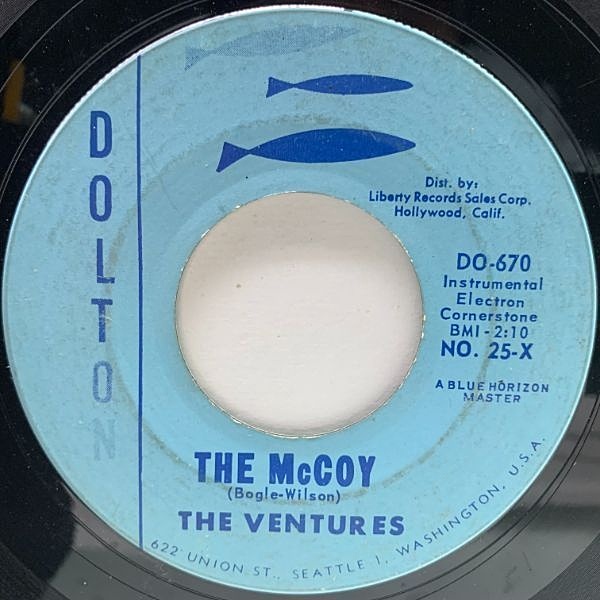 DOLTON
Dist. by:
Liberty Records Sales Corp.
Hollywood, Calif.
DO-670
Instrumental
Electron
Cornerstone
BMI - 2:10
NO. 25-X
A BLUE HORIZON
MASTER
THE McCOY
(Bogle-Wilson)
THE VENTURES
622 UNION ST., SEATTLE 1, WASHINGTON, U.S.A.